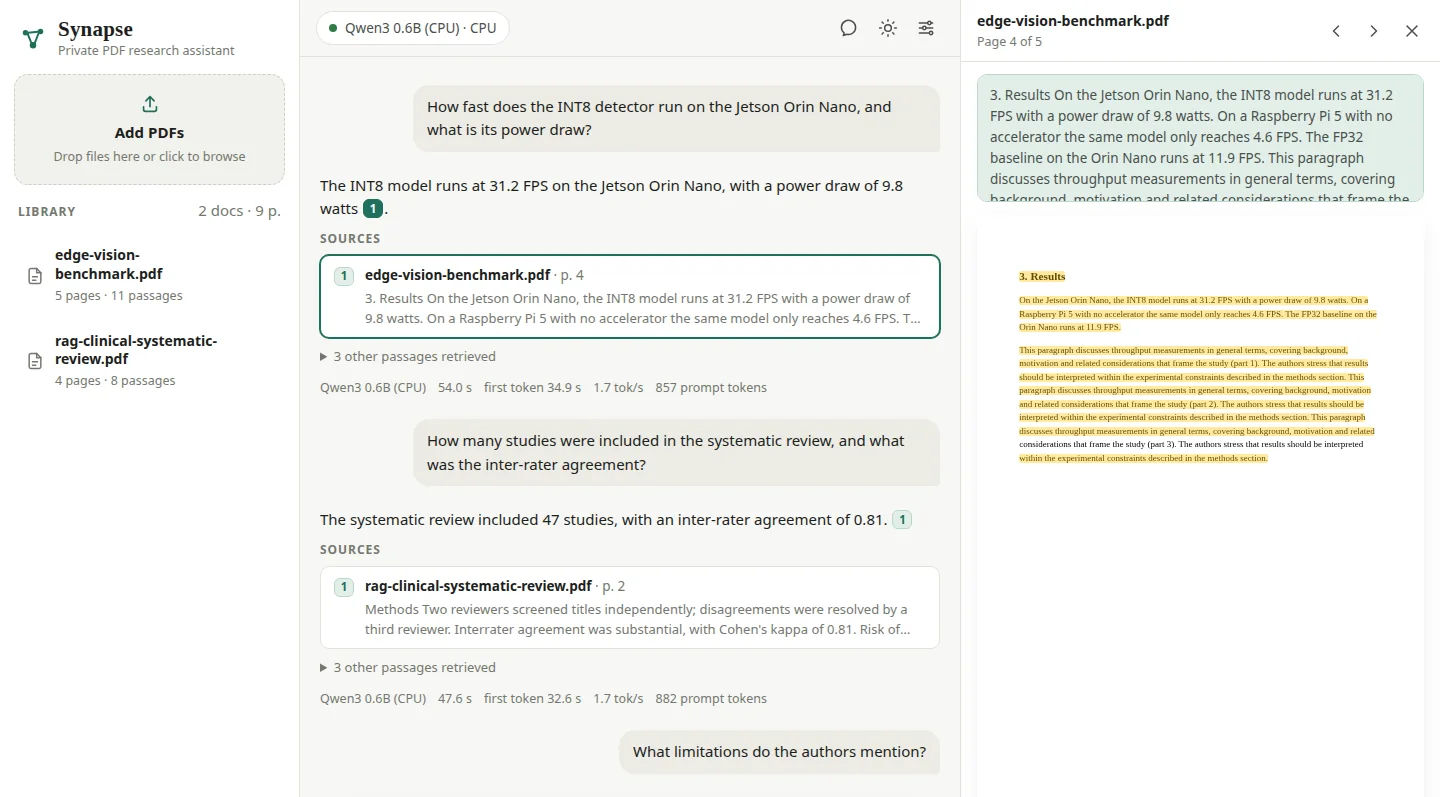 Synapse
Private PDF research assistant
Add PDFs
Drop files here or click to browse
LIBRARY
2 docs · 9 p.
edge-vision-
benchmark.pdf
5 pages · 11 passages
rag-clinical-systematic-
review.pdf
4 pages · 8 passages
Qwen3 0.6B (CPU) · CPU
How fast does the INT8 detector run on the Jetson Orin Nano, and
what is its power draw?
The INT8 model runs at 31.2 FPS on the Jetson Orin Nano, with a power draw of 9.8
watts 1.
SOURCES
1 edge-vision-benchmark.pdf · p. 4
3. Results On the Jetson Orin Nano, the INT8 model runs at 31.2 FPS with a power draw of
9.8 watts. On a Raspberry Pi 5 with no accelerator the same model only reaches 4.6 FPS. T...
3 other passages retrieved
Qwen3 0.6B (CPU) 54.0 s first token 34.9 s 1.7 tok/s 857 prompt tokens
How many studies were included in the systematic review, and what
was the inter-rater agreement?
The systematic review included 47 studies, with an inter-rater agreement of 0.81. 1
SOURCES
1 rag-clinical-systematic-review.pdf · p. 2
Methods Two reviewers screened titles independently; disagreements were resolved by a
third reviewer. Interrater agreement was substantial, with Cohen's kappa of 0.81. Risk of...
3 other passages retrieved
Qwen3 0.6B (CPU) 47.6 s first token 32.6 s 1.7 tok/s 882 prompt tokens
What limitations do the authors mention?
edge-vision-benchmark.pdf
Page 4 of 5
3. Results On the Jetson Orin Nano, the INT8 model runs at 31.2
FPS with a power draw of 9.8 watts. On a Raspberry Pi 5 with no
accelerator the same model only reaches 4.6 FPS. The FP32
baseline on the Orin Nano runs at 11.9 FPS. This paragraph
discusses throughput measurements in general terms, covering
background, motivation and related considerations that frame the
3. Results
On the Jetson Orin Nano, the INT8 model runs at 31.2 FPS with a power draw of 9.8 watts. On a
Raspberry Pi 5 with no accelerator the same model only reaches 4.6 FPS. The FP32 baseline on the
Orin Nano runs at 11.9 FPS.
This paragraph discusses throughput measurements in general terms, covering background,
motivation and related considerations that frame the study (part 1). The authors stress that results
should be interpreted within the experimental constraints described in the methods section. This
paragraph discusses throughput measurements in general terms, covering background, motivation
and related considerations that frame the study (part 2). The authors stress that results should be
interpreted within the experimental constraints described in the methods section. This paragraph
discusses throughput measurements in general terms, covering background, motivation and related
considerations that frame the study (part 3). The authors stress that results should be interpreted
within the experimental constraints described in the methods section.